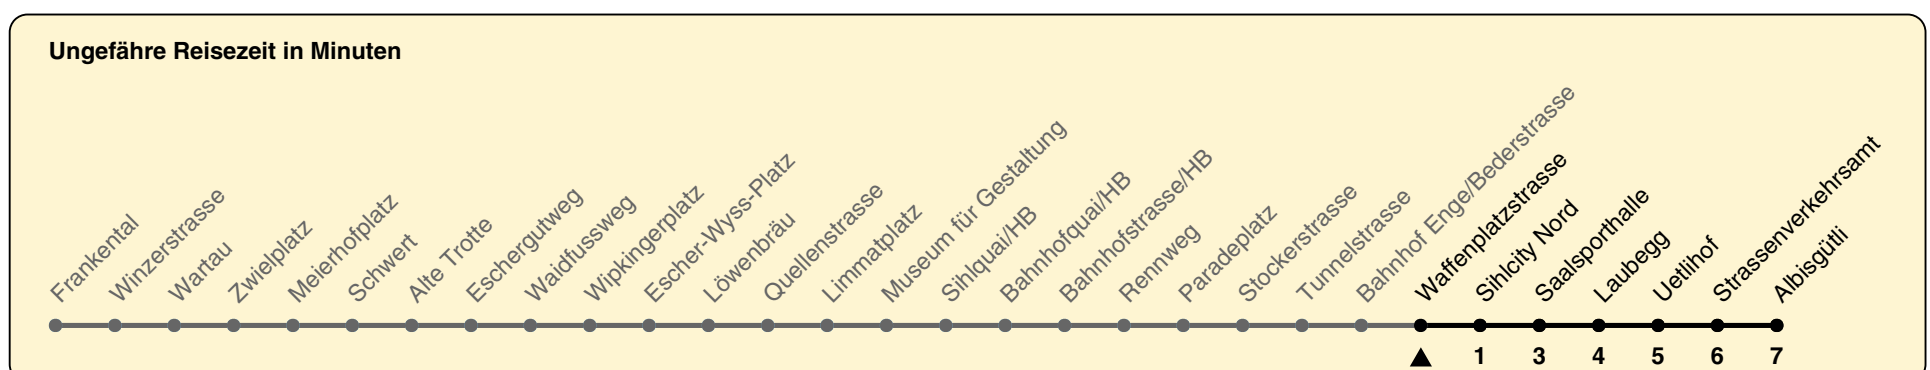 Ungefähre Reisezeit in Minuten
Frankental
Winzerstrasse
Wartau
Zwielplatz
Meierhofplatz
Schwert
Alte Trotte
Eschergutweg
Waidfussweg
Wipkingerplatz
Escher-Wyss-Platz
Löwenbräu
Quellenstrasse
Limmatplatz
Museum für Gestaltung
Sihlquai/HB
Bahnhofquai/HB
Bahnhofstrasse/HB
Rennweg
Paradeplatz
Stockerstrasse
Tunnelstrasse
Bahnhof Enge/Bederstrasse
Waffenplatzstrasse
Sihlcity Nord
Saalsporthalle
Laubegg
Uetlihof
Strassenverkehrsamt
Albisgütli
1 3 4 5 6 7